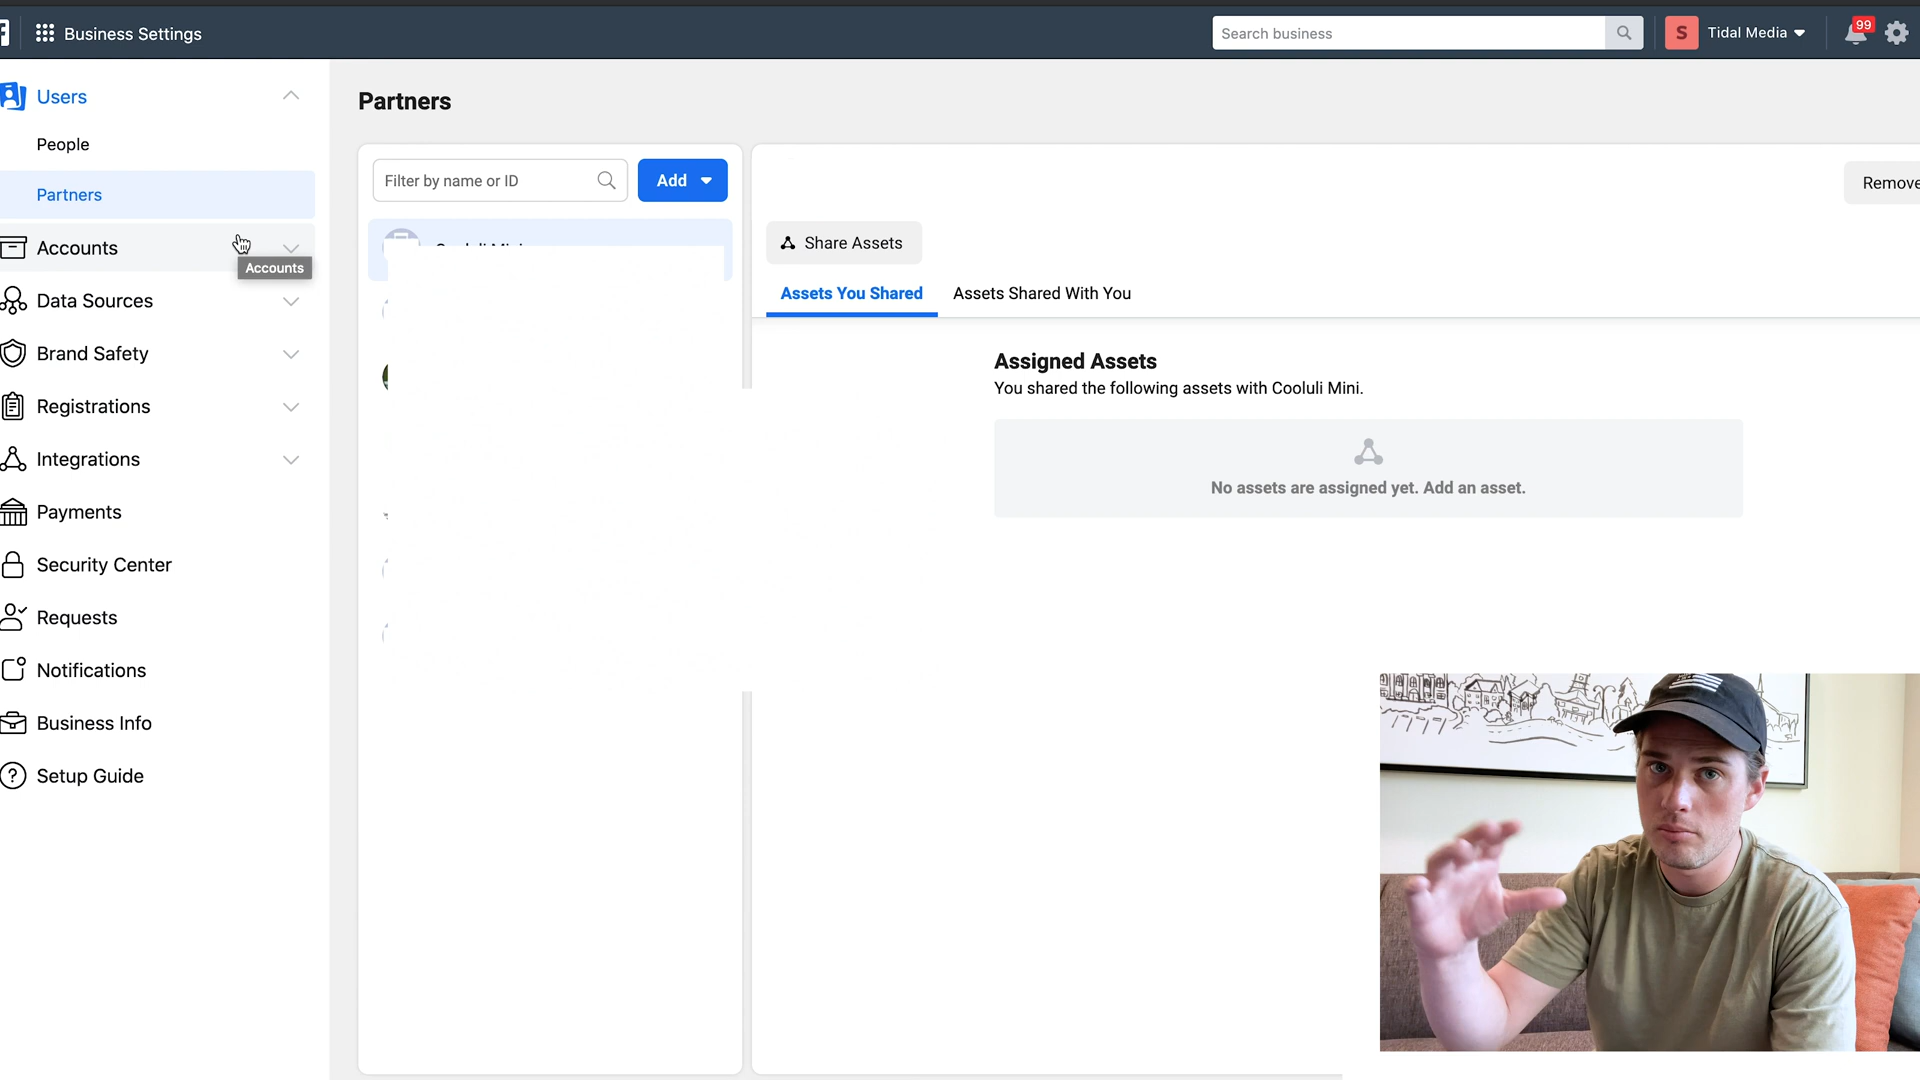 Business Settings
Search business
S
Tidal Media
99
Users
People
Partners
Accounts
Accounts
Data Sources
Brand Safety
Registrations
Integrations
Payments
Security Center
Requests
Notifications
Business Info
Setup Guide
Partners
Filter by name or ID
Add
Remove
Share Assets
Assets You Shared
Assets Shared With You
Assigned Assets
You shared the following assets with Cooluli Mini.
No assets are assigned yet. Add an asset.